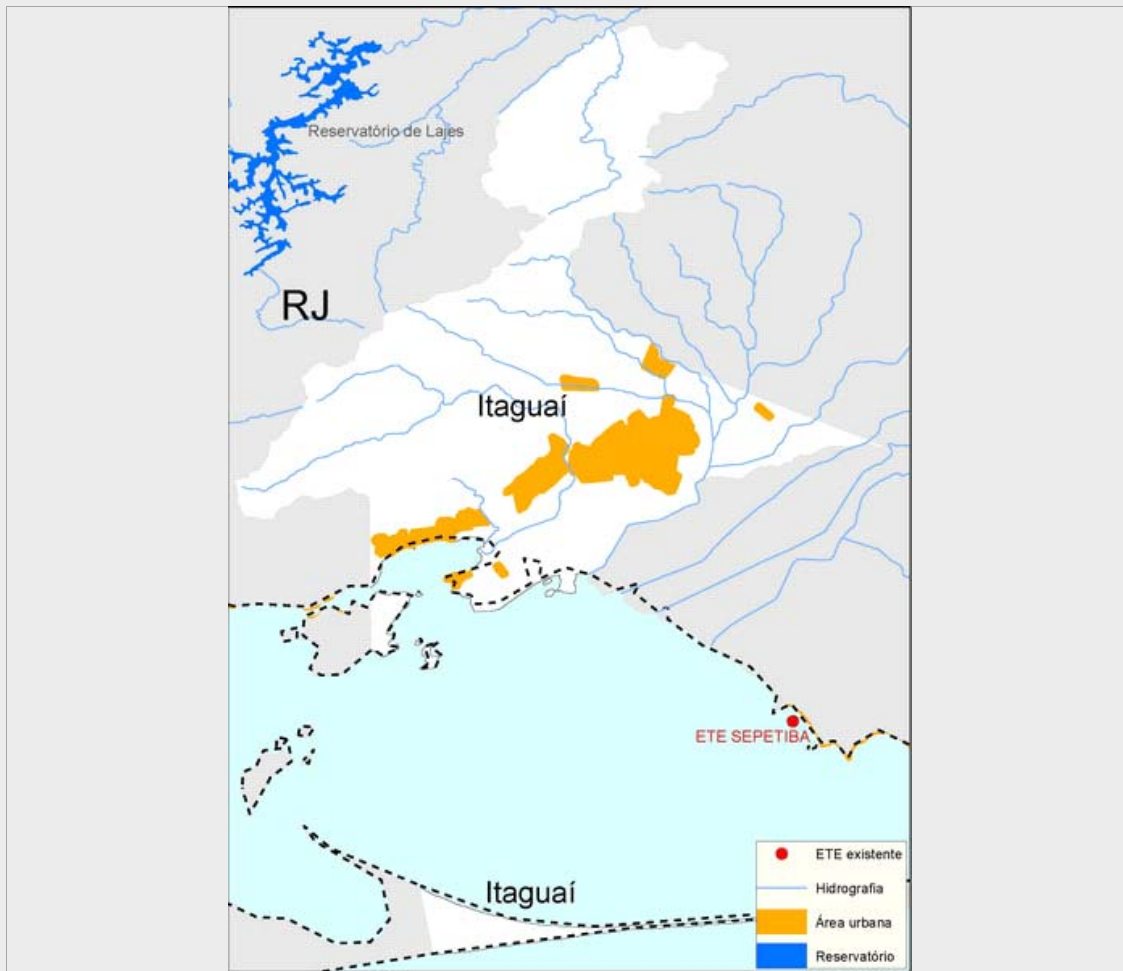 Reservatório de Lajes
RJ
Itaguaí
ETE SEPETIBA
Itaguaí
ETE existente
Hidrografia
Área urbana
Reservatório